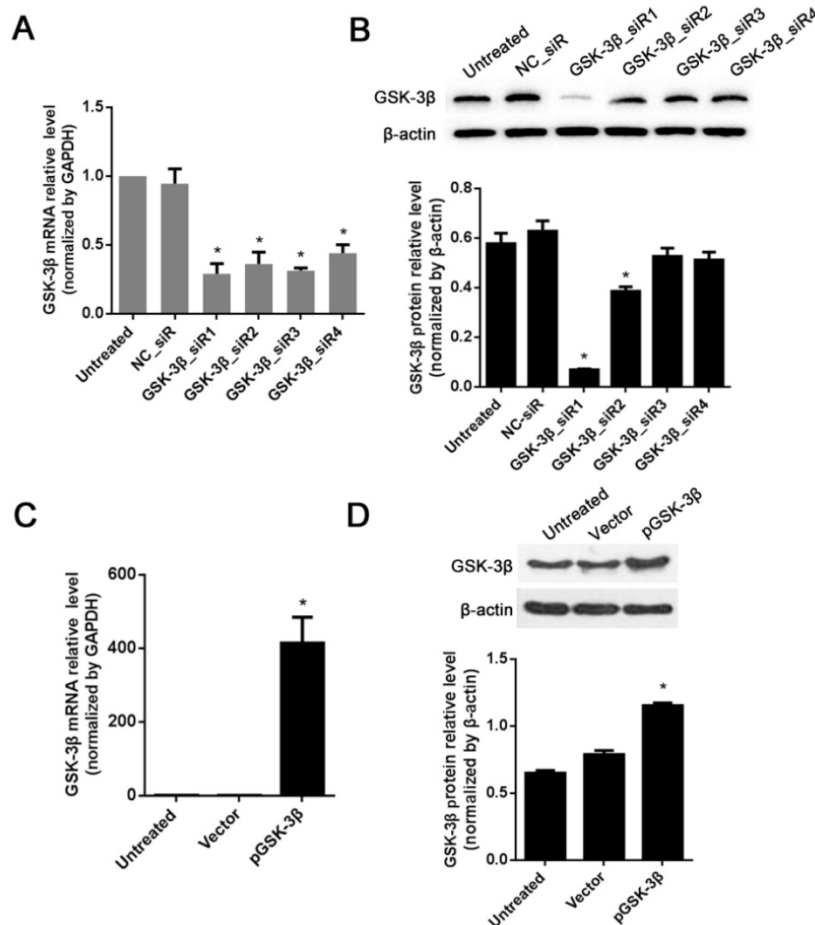 A
GSK-3β mRNA relative level
(normalized by GAPDH)
1.5
1.0
0.5
0.0
*
*
*
*
Untreated
NC_siR
GSK-3β_siR1
GSK-3β_siR2
GSK-3β_siR3
GSK-3β_siR4
B
Untreated
NC_siR
GSK-3β_siR1
GSK-3β_siR2
GSK-3β_siR3
GSK-3β_siR4
GSK-3β
β-actin
GSK-3β protein relative level
(normalized by β-actin)
0.8
0.6
0.4
0.2
0.0
*
*
Untreated
NC-siR
GSK-3β_siR1
GSK-3β_siR2
GSK-3β_siR3
GSK-3β_siR4
C
GSK-3β mRNA relative level
(normalized by GAPDH)
600
400
200
0
*
Untreated
Vector
pGSK-3β
D
Untreated
Vector
pGSK-3β
GSK-3β
β-actin
GSK-3β protein relative level
(normalized by β-actin)
1.5
1.0
0.5
0.0
*
Untreated
Vector
pGSK-3β